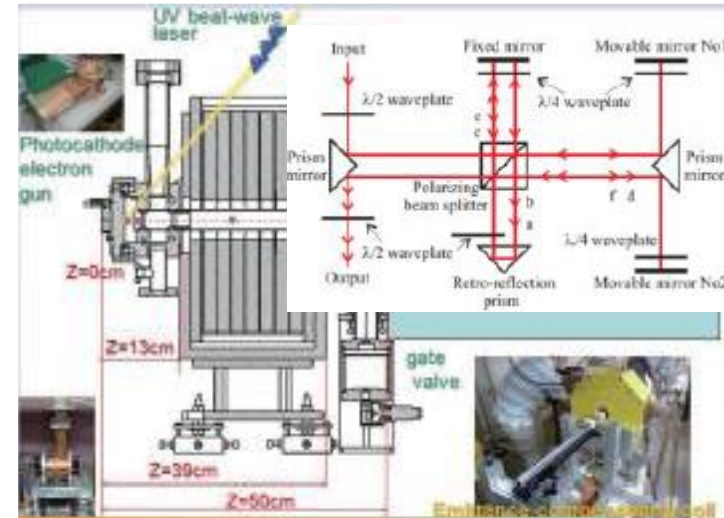 UV beat-wave
laser
Photocathode
electron
gun
Z=0cm
Z=13cm
Z=39cm
Z=50cm
gate
valve
Input
λ/2 waveplate
Fixed mirror
Movable mirror No1
λ/4 waveplate
Prism
mirror
Polarizing
beam splitter
c
b
a
f d
Prism
mirror
λ/2 waveplate
Output
Retro-reflection
prism
λ/4 waveplate
Movable mirror No2